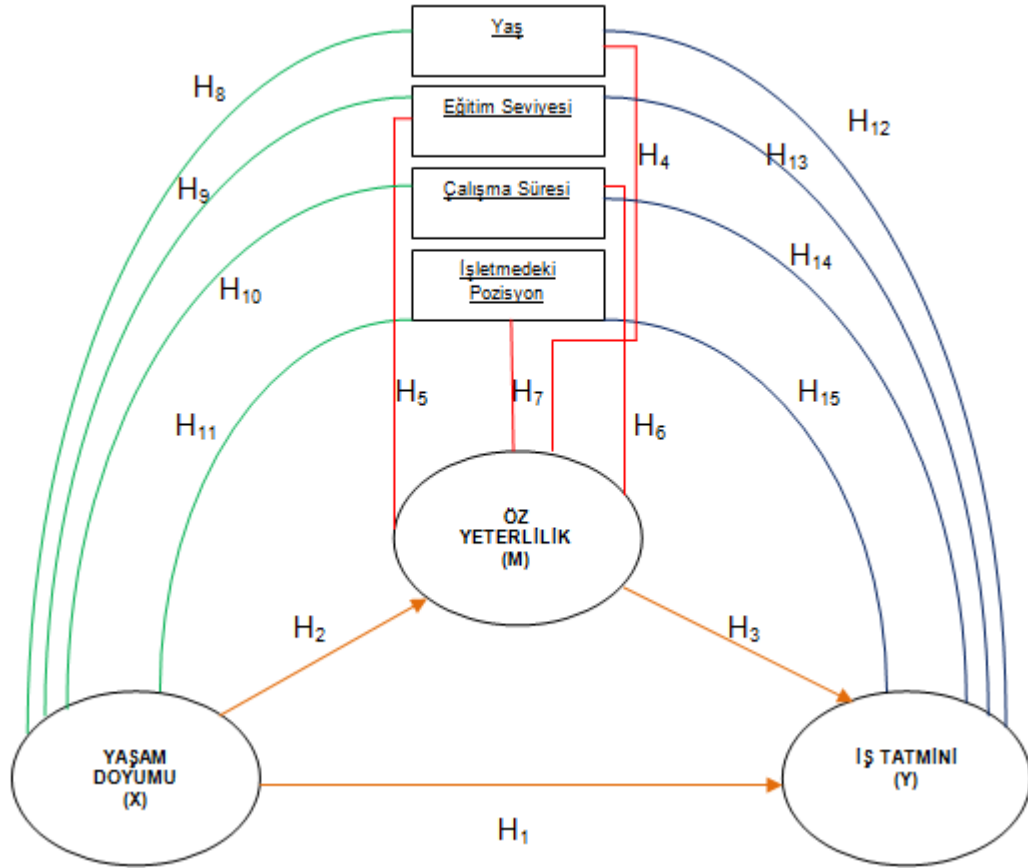 Yaş
H8
Eğitim Seviyesi
H12
H4
H13
H9
Çalışma Süresi
H14
İşletmedeki
Pozisyon
H10
H5
H7
H15
H11
H6
ÖZ
YETERLİLİK
(M)
H2
H3
YAŞAM
DOYUMU
(X)
İŞ TATMİNİ
(Y)
H1